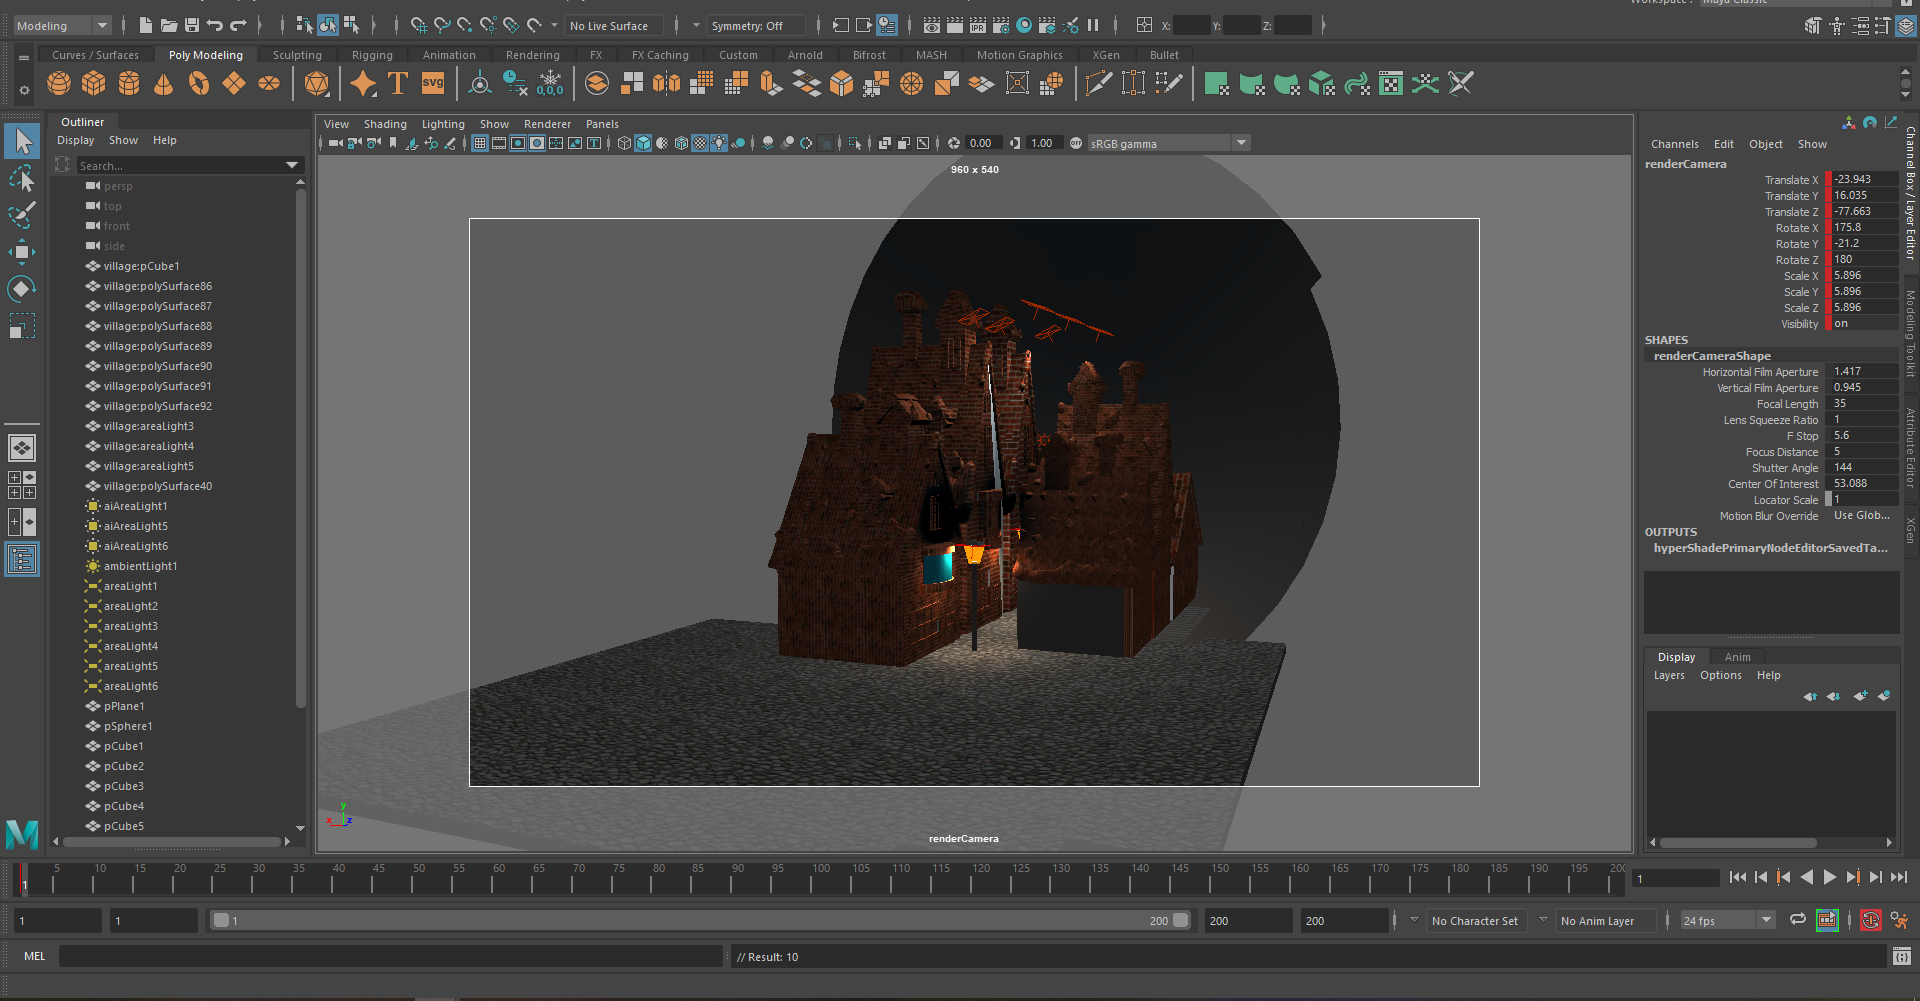 Workspace : Maya Classic
Modeling
No Live Surface
Symmetry: Off
IPR
X:
Y:
Z:
Curves / Surfaces
Poly Modeling
Sculpting
Rigging
Animation
Rendering
FX
FX Caching
Custom
Arnold
Bifrost
MASH
Motion Graphics
XGen
Bullet
T
SVG
0,0,0
Outliner
Display Show Help
Search...
persp
top
front
side
village:pCube1
village:polySurface86
village:polySurface87
village:polySurface88
village:polySurface89
village:polySurface90
village:polySurface91
village:polySurface92
village:areaLight3
village:areaLight4
village:areaLight5
village:polySurface40
aiAreaLight1
aiAreaLight5
aiAreaLight6
ambientLight1
areaLight1
areaLight2
areaLight3
areaLight4
areaLight5
areaLight6
pPlane1
pSphere1
pCube1
pCube2
pCube3
pCube4
pCube5
View Shading Lighting Show Renderer Panels
0.00
1.00
sRGB gamma
960 x 540
y
x
z
renderCamera
Channels Edit Object Show
renderCamera
Translate X -23.943
Translate Y 16.035
Translate Z -77.663
Rotate X 175.8
Rotate Y -21.2
Rotate Z 180
Scale X 5.896
Scale Y 5.896
Scale Z 5.896
Visibility on
SHAPES
renderCameraShape
Horizontal Film Aperture 1.417
Vertical Film Aperture 0.945
Focal Length 35
Lens Squeeze Ratio 1
F Stop 5.6
Focus Distance 5
Shutter Angle 144
Center Of Interest 53.088
Locator Scale 1
Motion Blur Override Use Glob...
OUTPUTS
hyperShadePrimaryNodeEditorSavedTa...
Channel Box / Layer Editor
Modeling Toolkit
Attribute Editor
XGen
Display Anim
Layers Options Help
1
5 10 15 20 25 30 35 40 45 50 55 60 65 70 75 80 85 90 95 100 105 110 115 120 125 130 135 140 145 150 155 160 165 170 175 180 185 190 195 200
1
1
1
1
200
200
200
No Character Set
No Anim Layer
24 fps
MEL
// Result: 10